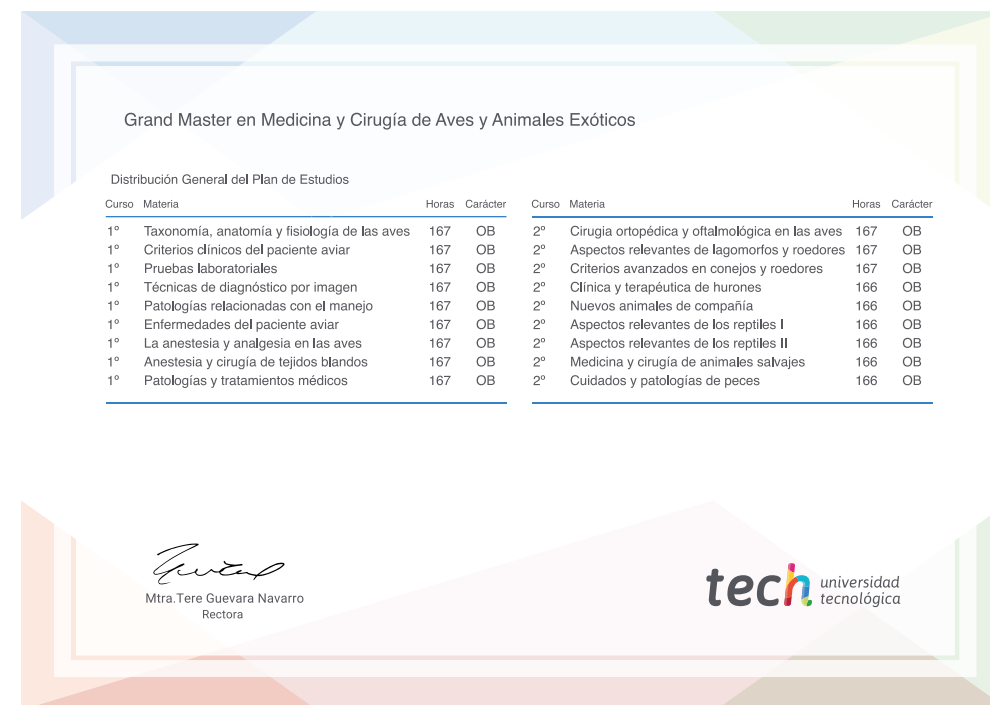 Grand Master en Medicina y Cirugía de Aves y Animales Exóticos
Distribución General del Plan de Estudios
Curso Materia Horas Carácter
1º Taxonomía, anatomía y fisiología de las aves 167 OB
1º Criterios clínicos del paciente aviar 167 OB
1º Pruebas laboratoriales 167 OB
1º Técnicas de diagnóstico por imagen 167 OB
1º Patologías relacionadas con el manejo 167 OB
1º Enfermedades del paciente aviar 167 OB
1º La anestesia y analgesia en las aves 167 OB
1º Anestesia y cirugía de tejidos blandos 167 OB
1º Patologías y tratamientos médicos 167 OB
Curso Materia Horas Carácter
2º Cirugia ortopédica y oftalmológica en las aves 167 OB
2º Aspectos relevantes de lagomorfos y roedores 167 OB
2º Criterios avanzados en conejos y roedores 167 OB
2º Clínica y terapéutica de hurones 166 OB
2º Nuevos animales de compañía 166 OB
2º Aspectos relevantes de los reptiles I 166 OB
2º Aspectos relevantes de los reptiles II 166 OB
2º Medicina y cirugía de animales salvajes 166 OB
2º Cuidados y patologías de peces 166 OB
Mtra.Tere Guevara Navarro
Rectora
tech universidad
tecnológica